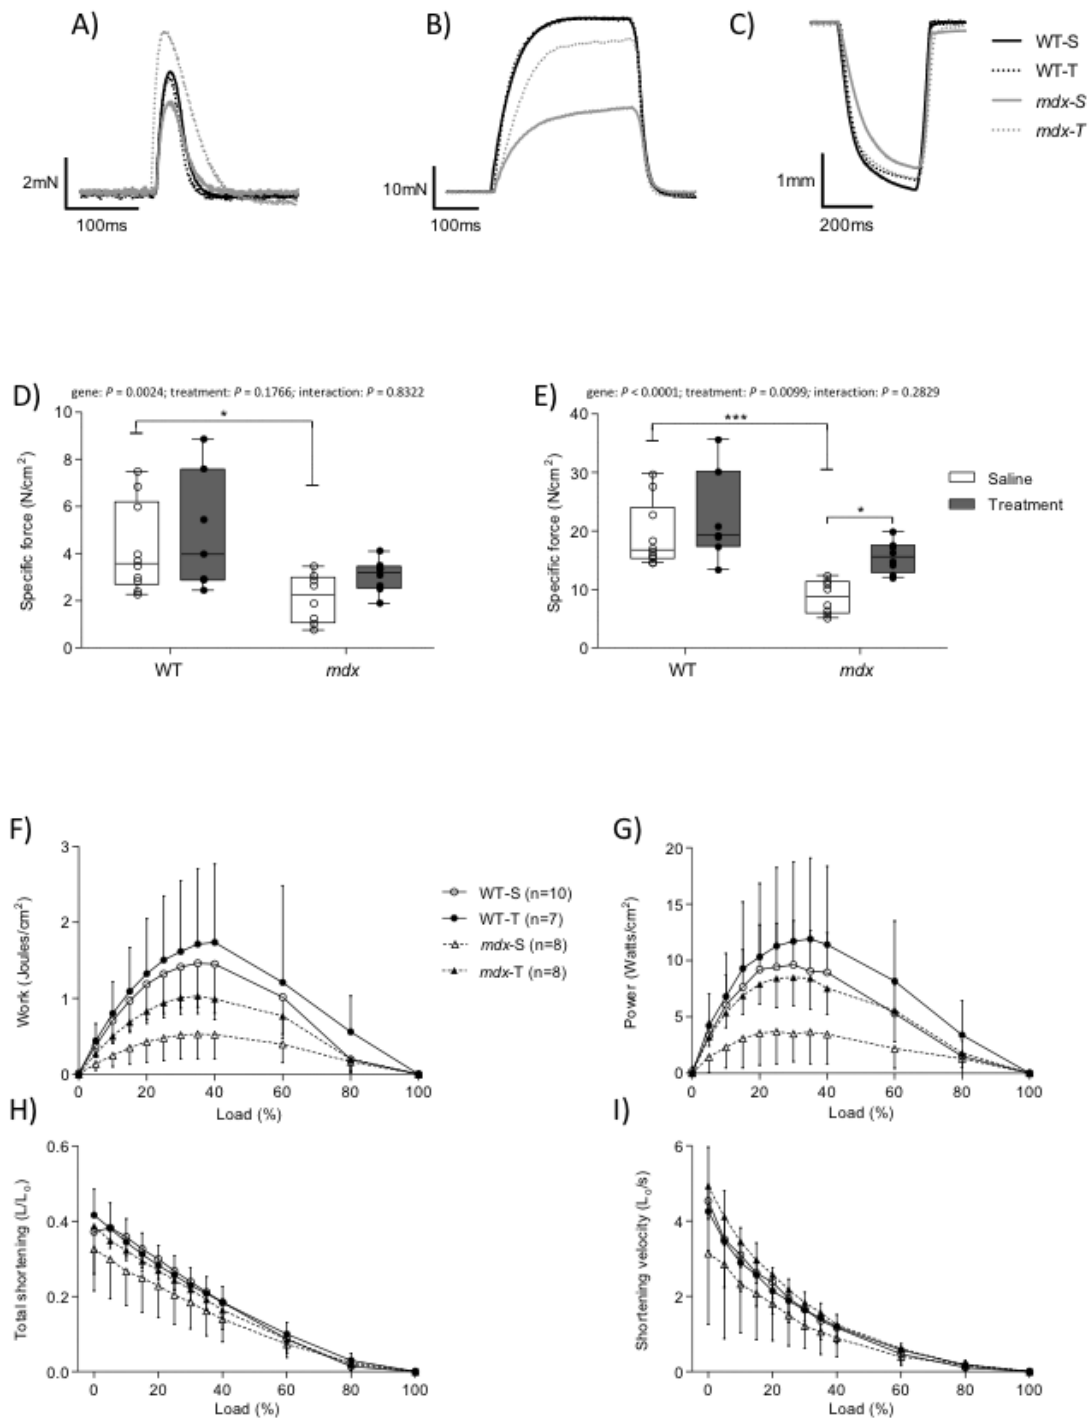 A)
B)
C)
WT-S
WT-T
mdx-S
mdx-T
2mN
100ms
10mN
100ms
1mm
200ms
D)
gene: P = 0.0024; treatment: P = 0.1766; interaction: P = 0.8322
*
Specific force (N/cm²)
10
8
6
4
2
0
WT
mdx
E)
gene: P < 0.0001; treatment: P = 0.0099; interaction: P = 0.2829
***
*
Specific force (N/cm²)
40
30
20
10
0
WT
mdx
Saline
Treatment
F)
Work (Joules/cm²)
3
2
1
0
0 20 40 60 80 100
Load (%)
WT-S (n=10)
WT-T (n=7)
mdx-S (n=8)
mdx-T (n=8)
G)
Power (Watts/cm²)
20
15
10
5
0
0 20 40 60 80 100
Load (%)
H)
Total shortening (L/L₀)
0.6
0.4
0.2
0.0
0 20 40 60 80 100
Load (%)
I)
Shortening velocity (L₀/s)
6
4
2
0
0 20 40 60 80 100
Load (%)